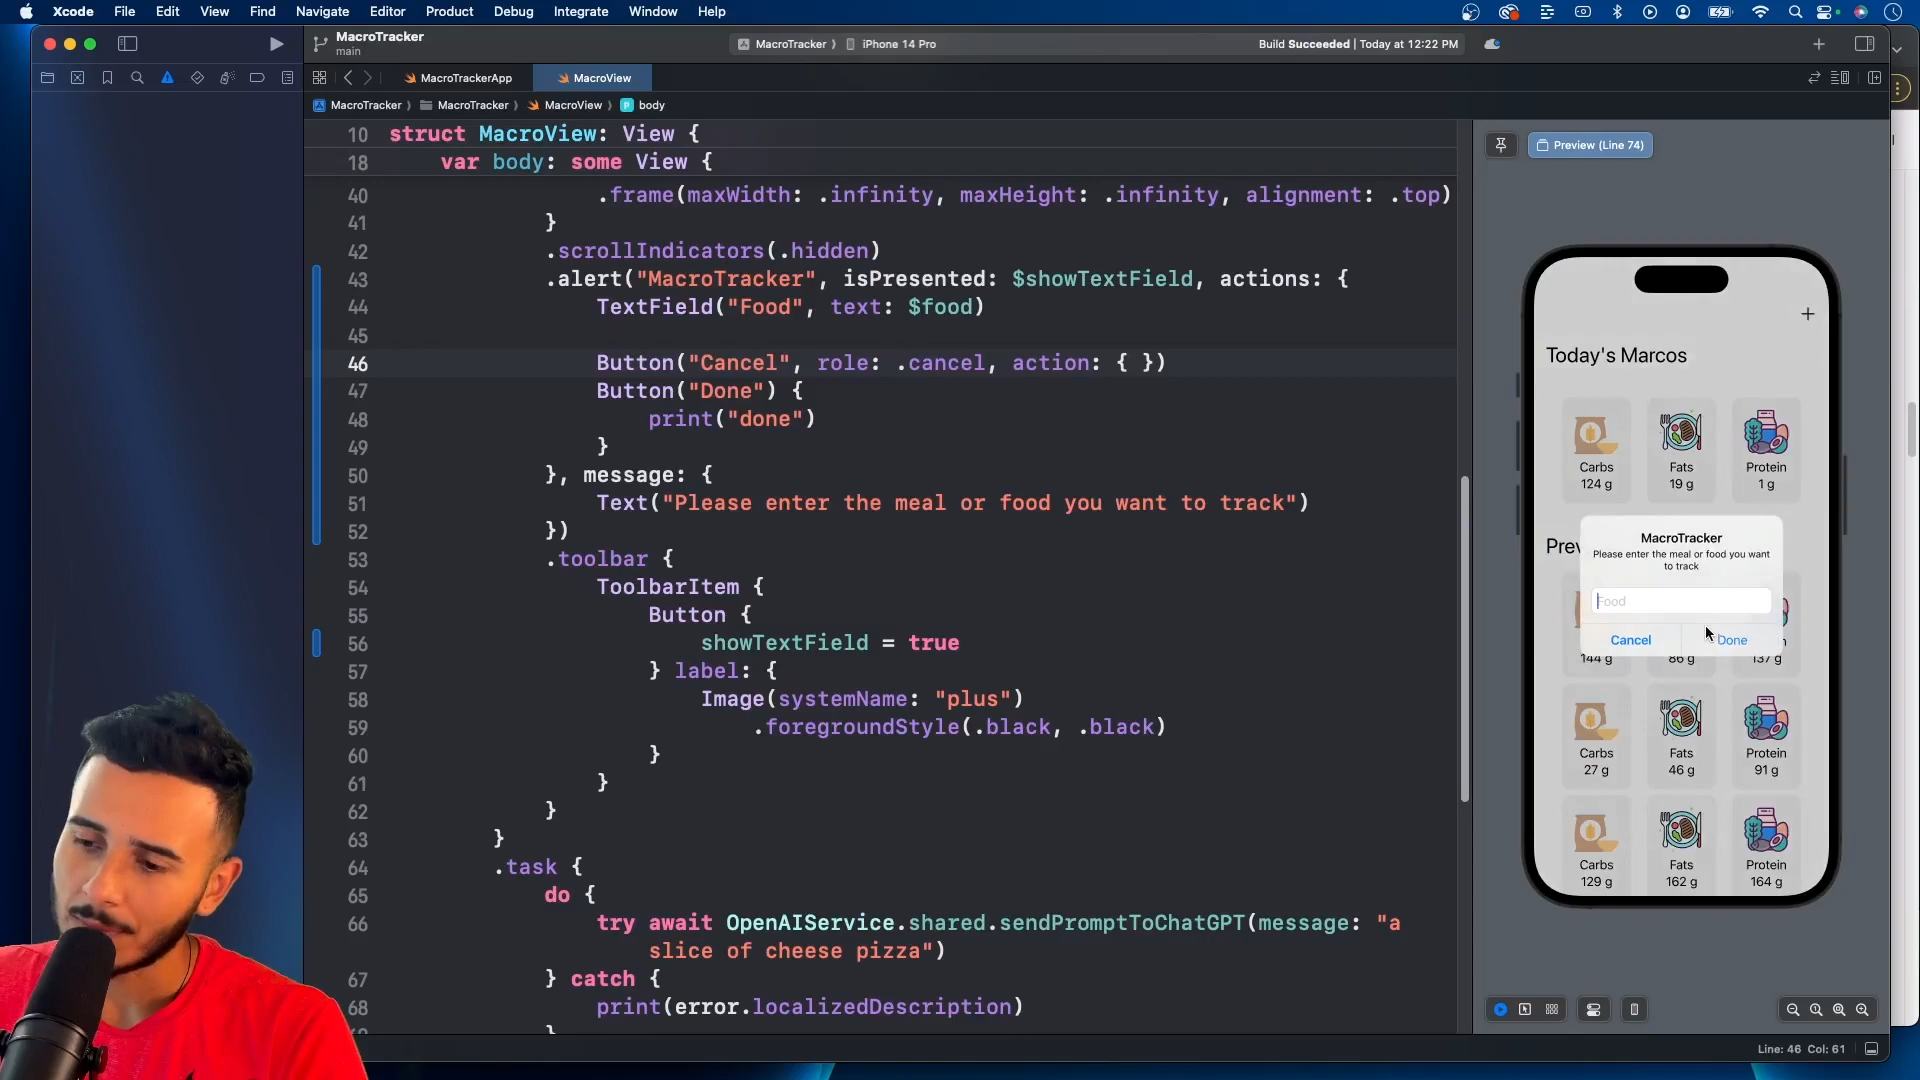 Xcode File Edit View Find Navigate Editor Product Debug Integrate Window Help
MacroTracker
main
MacroTracker iPhone 14 Pro
Build Succeeded | Today at 12:22 PM
MacroTrackerApp MacroView
MacroTracker MacroTracker MacroView body
10 struct MacroView: View {
18 var body: some View {
40 .frame(maxWidth: .infinity, maxHeight: .infinity, alignment: .top)
41 }
42 .scrollIndicators(.hidden)
43 .alert("MacroTracker", isPresented: $showTextField, actions: {
44 TextField("Food", text: $food)
45
46 Button("Cancel", role: .cancel, action: { })
47 Button("Done") {
48 print("done")
49 }
50 }, message: {
51 Text("Please enter the meal or food you want to track")
52 })
53 .toolbar {
54 ToolbarItem {
55 Button {
56 showTextField = true
57 } label: {
58 Image(systemName: "plus")
59 .foregroundStyle(.black, .black)
60 }
61 }
62 }
63 }
64 .task {
65 do {
66 try await OpenAIService.shared.sendPromptToChatGPT(message: "a
slice of cheese pizza")
67 } catch {
68 print(error.localizedDescription)
}
Line: 46 Col: 61
Preview (Line 74)
Today's Marcos
Carbs Fats Protein
124 g 19 g 1 g
MacroTracker
Please enter the meal or food you want
to track
Food
Cancel Done
144 g 86 g 137 g
Carbs Fats Protein
27 g 46 g 91 g
Carbs Fats Protein
129 g 162 g 164 g